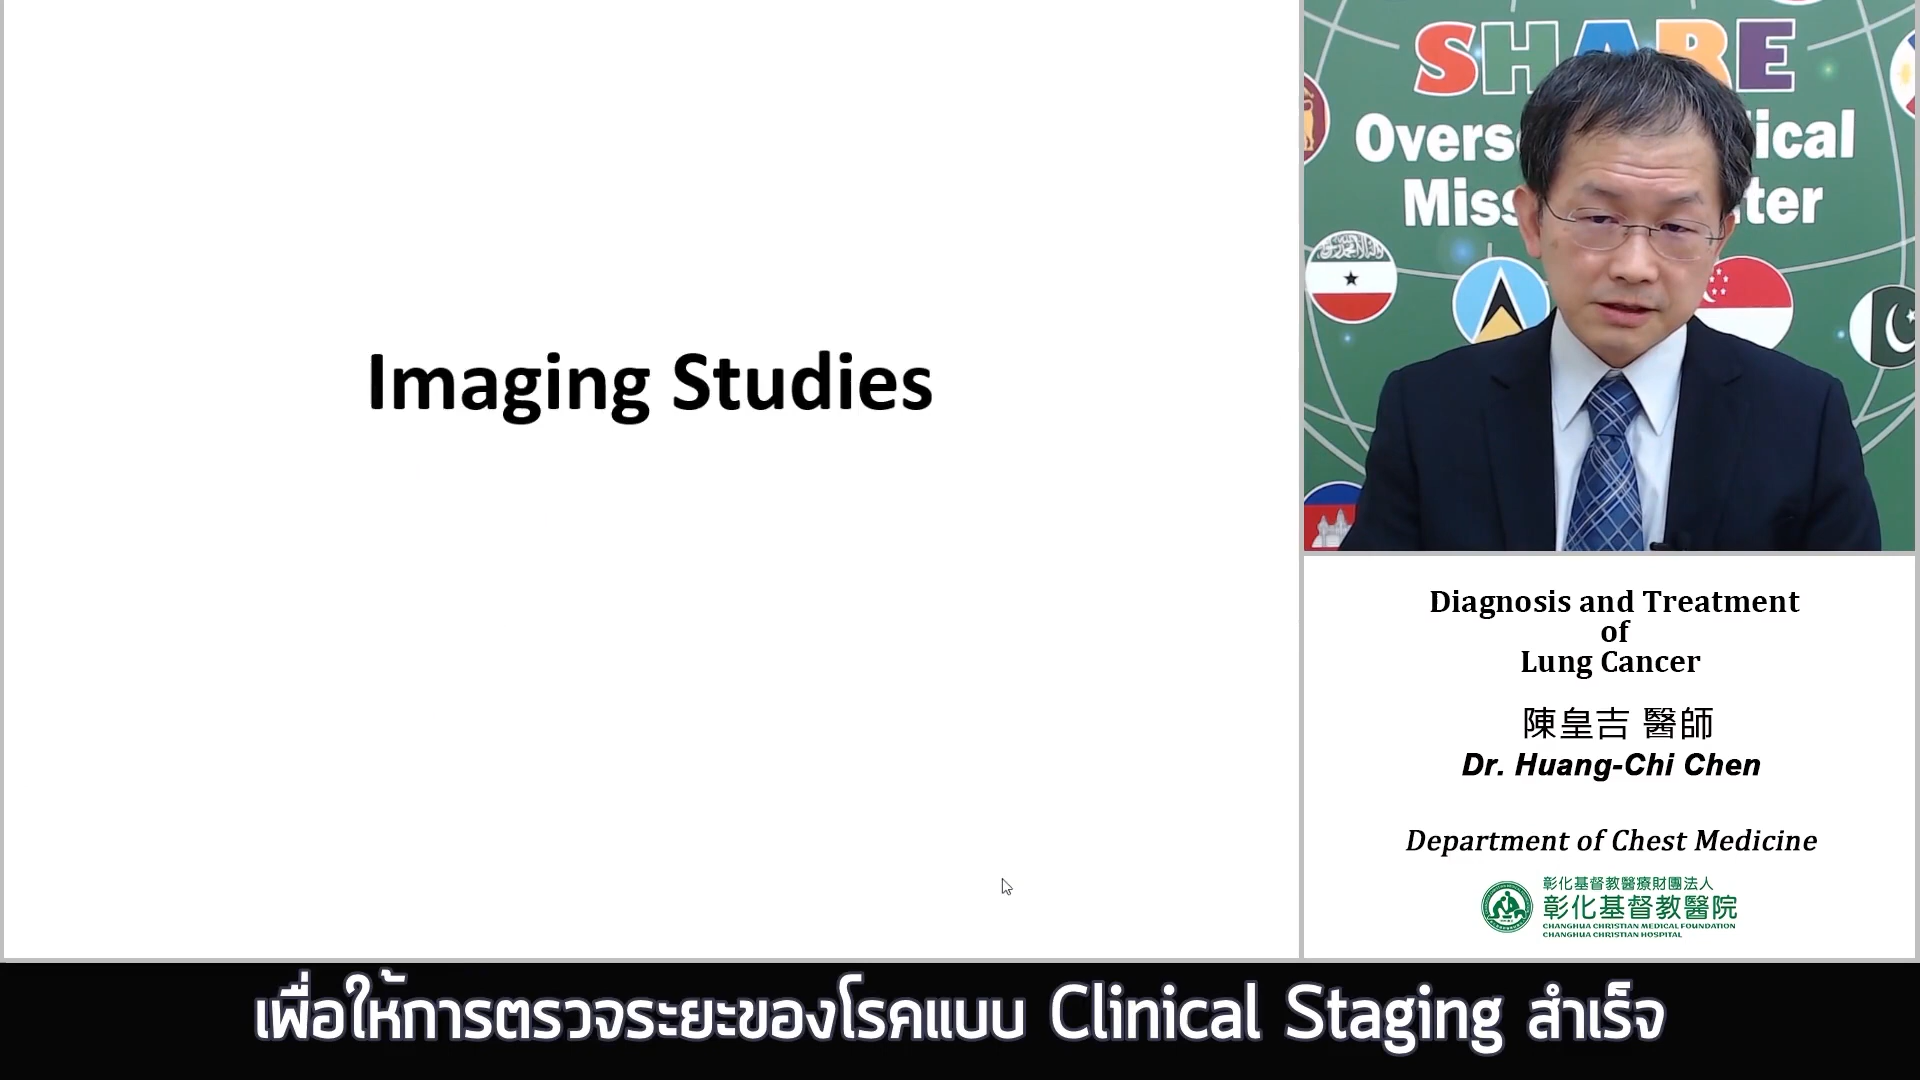 Imaging Studies
SHARE
Overse ical
Miss ter
Diagnosis and Treatment
of
Lung Cancer
陳皇吉 醫師
Dr. Huang-Chi Chen
Department of Chest Medicine
彰化基督教醫療財團法人
彰化基督教醫院
CHANGHUA CHRISTIAN MEDICAL FOUNDATION
CHANGHUA CHRISTIAN HOSPITAL
เพื่อให้การตรวจระยะของโรคแบบ Clinical Staging สำเร็จ